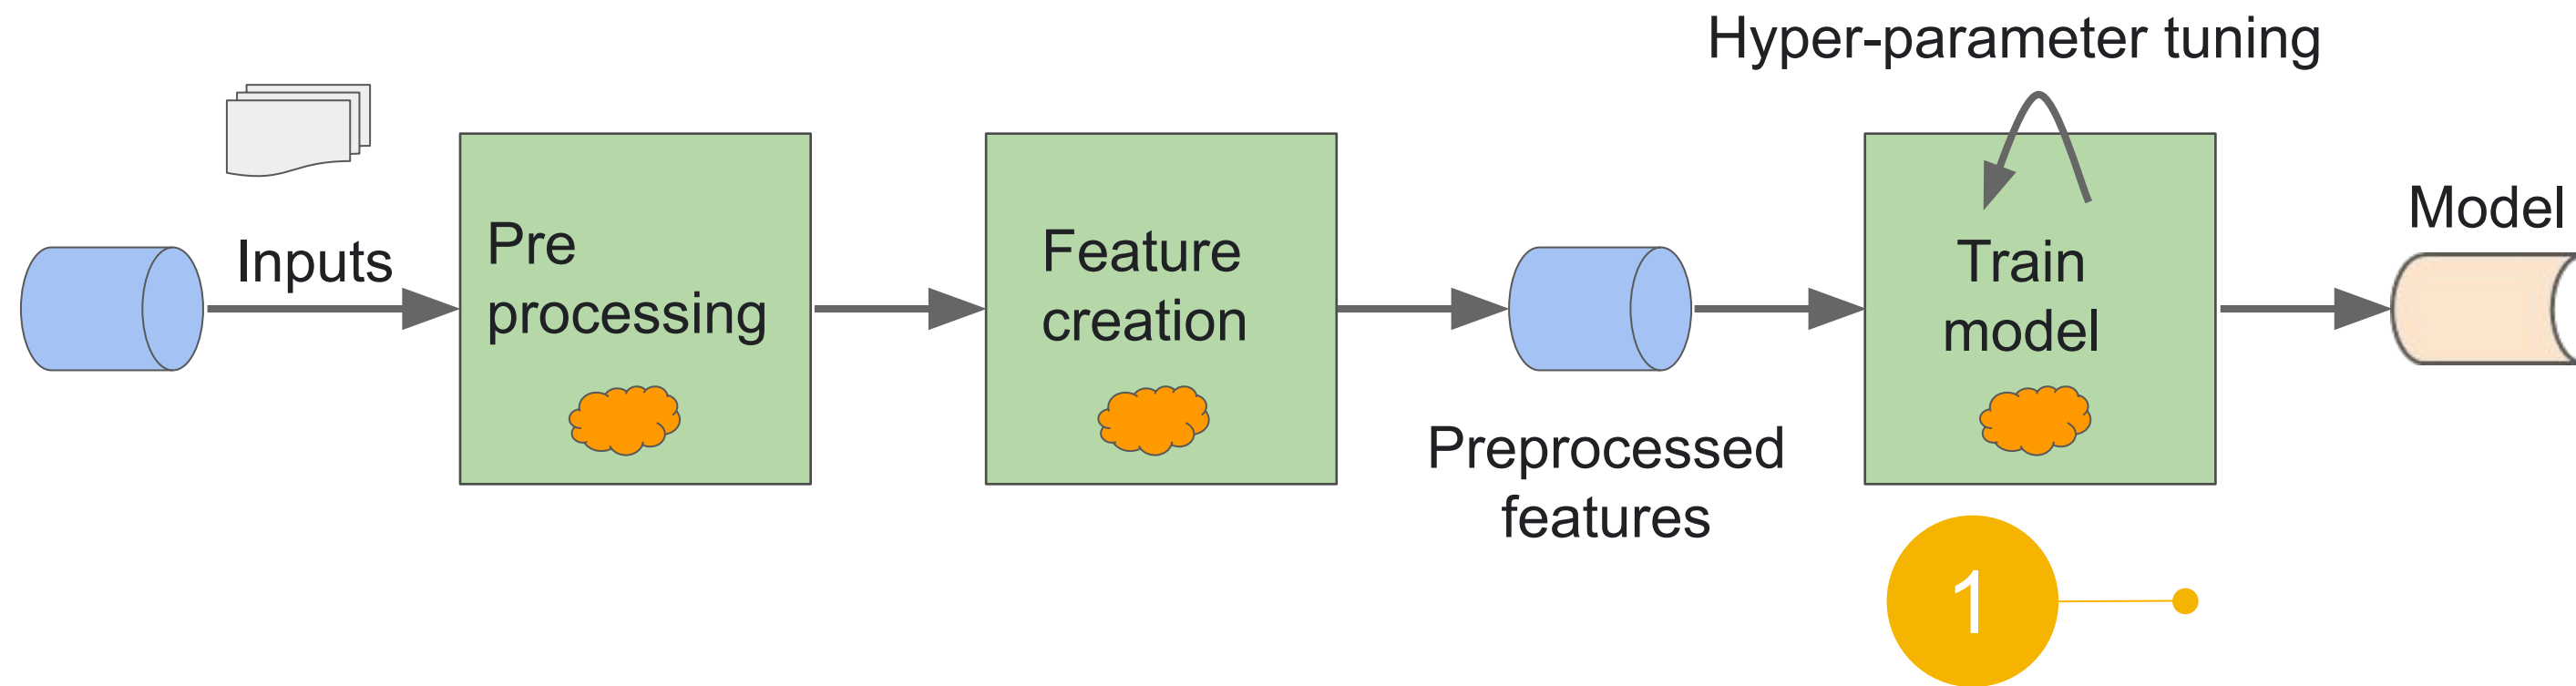 Hyper-parameter tuning
Inputs
Pre
processing
Feature
creation
Preprocessed
features
Train
model
Model
1